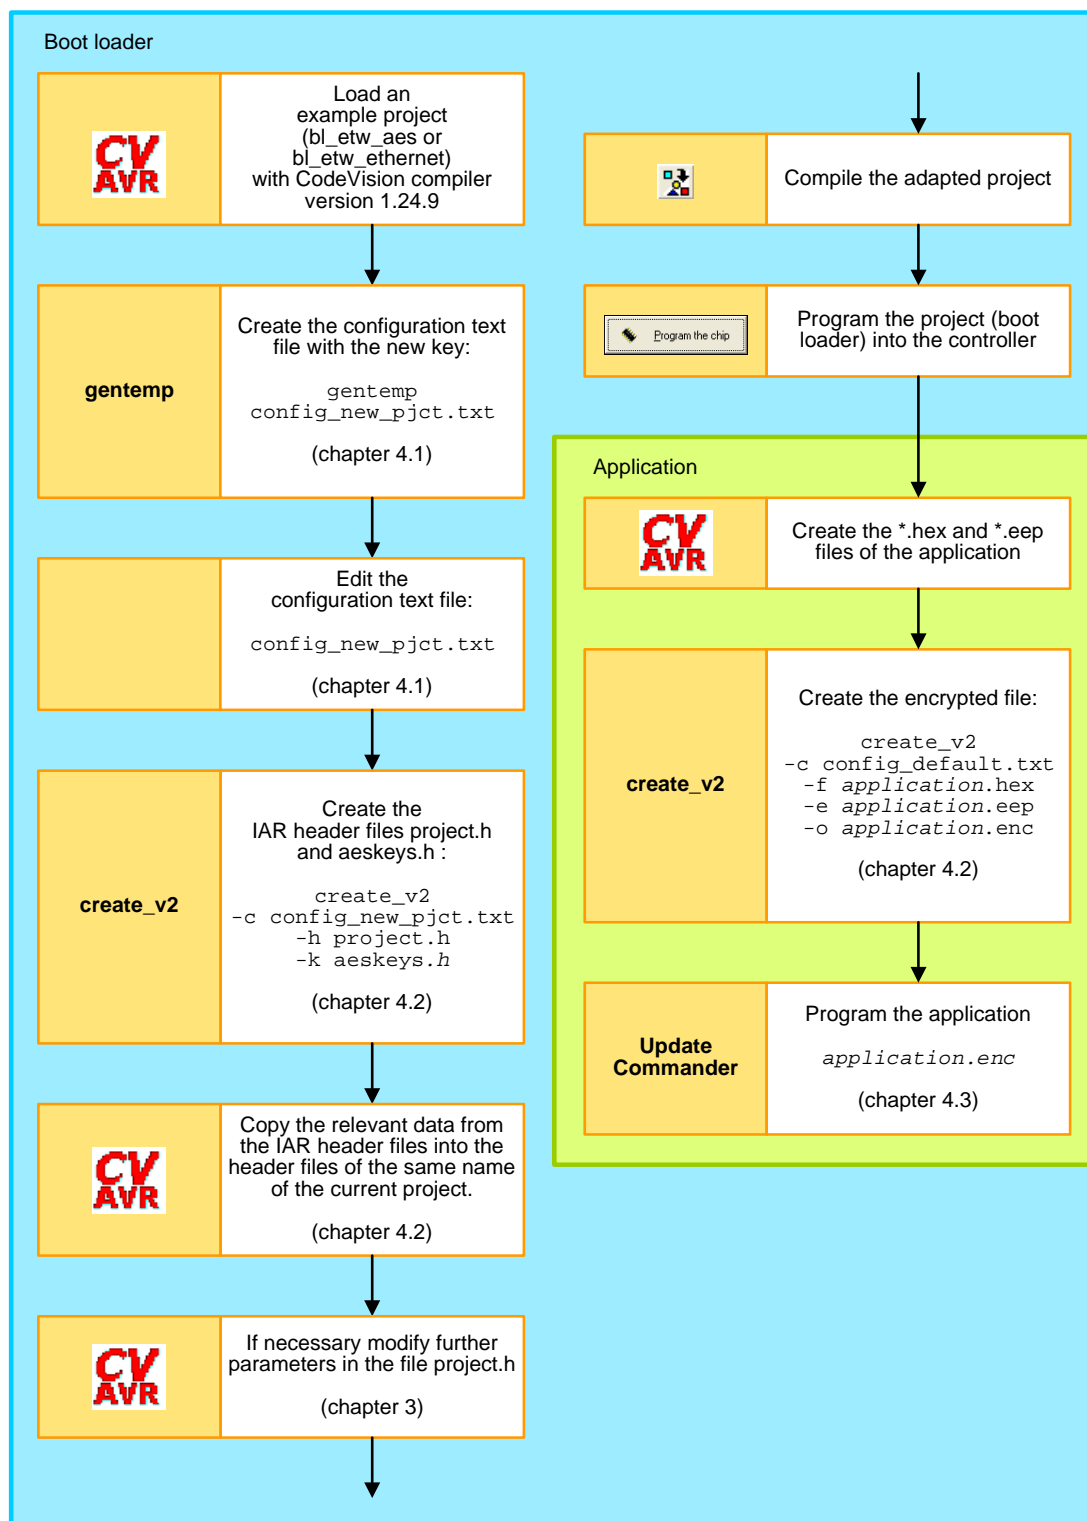 Boot loader
CV
AVR
Load an
example project
(bl_etw_aes or
bl_etw_ethernet)
with CodeVision compiler
version 1.24.9
gentemp
Create the configuration text
file with the new key:
gentemp
config_new_pjct.txt
(chapter 4.1)
Edit the
configuration text file:
config_new_pjct.txt
(chapter 4.1)
create_v2
Create the
IAR header files project.h
and aeskeys.h :
create_v2
-c config_new_pjct.txt
-h project.h
-k aeskeys.h
(chapter 4.2)
CV
AVR
Copy the relevant data from
the IAR header files into the
header files of the same name
of the current project.
(chapter 4.2)
CV
AVR
If necessary modify further
parameters in the file project.h
(chapter 3)
Compile the adapted project
Program the chip
Program the project (boot
loader) into the controller
Application
CV
AVR
Create the *.hex and *.eep
files of the application
create_v2
Create the encrypted file:
create_v2
-c config_default.txt
-f application.hex
-e application.eep
-o application.enc
(chapter 4.2)
Update
Commander
Program the application
application.enc
(chapter 4.3)